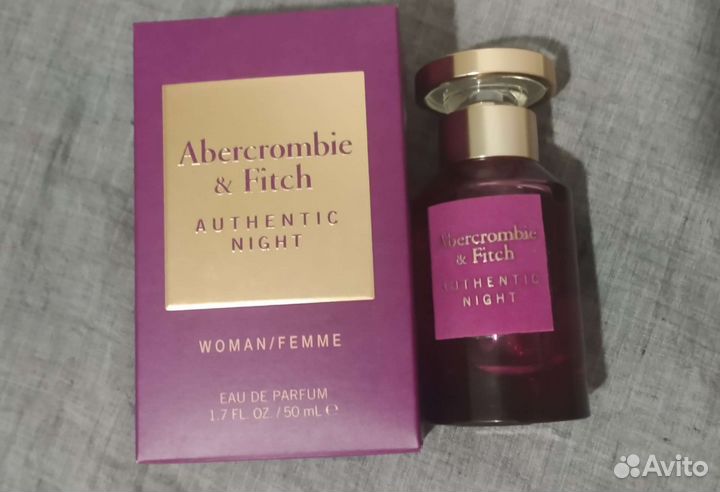 Abercrombie
& Fitch
AUTHENTIC
NIGHT
WOMAN/FEMME
EAU DE PARFUM
1.7 FL. OZ. / 50 mL ℮
Abercrombie
& Fitch
AUTHENTIC
NIGHT
Avito